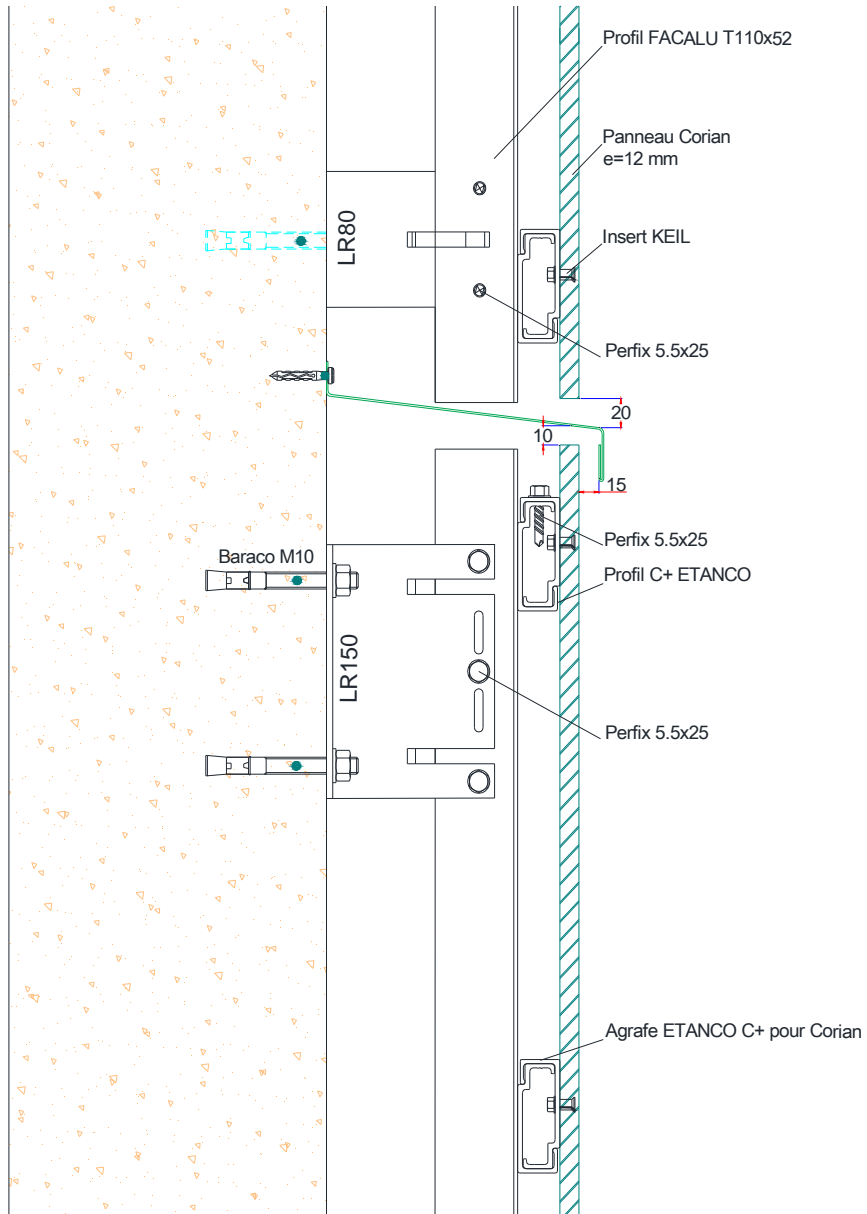 Profil FACALU T110x52
Panneau Corian
e=12 mm
LR80
Insert KEIL
Perfix 5.5x25
20
10
15
Baraco M10
Perfix 5.5x25
Profil C+ ETANCO
LR150
Perfix 5.5x25
Agrafe ETANCO C+ pour Corian